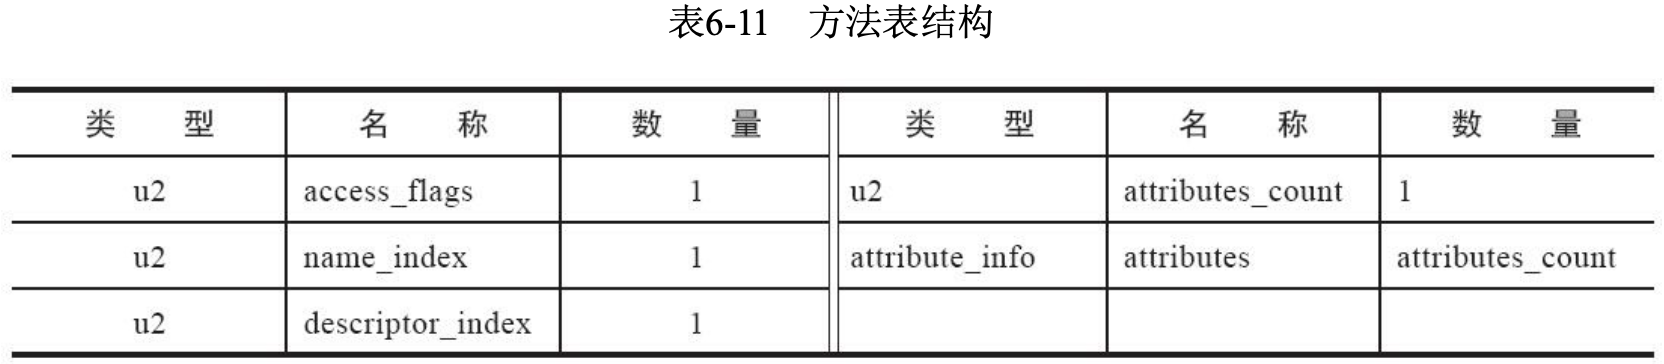 表6-11 方法表结构
类 型 名 称 数 量 类 型 名 称 数 量
u2 access_flags 1 u2 attributes_count 1
u2 name_index 1 attribute_info attributes attributes_count
u2 descriptor_index 1